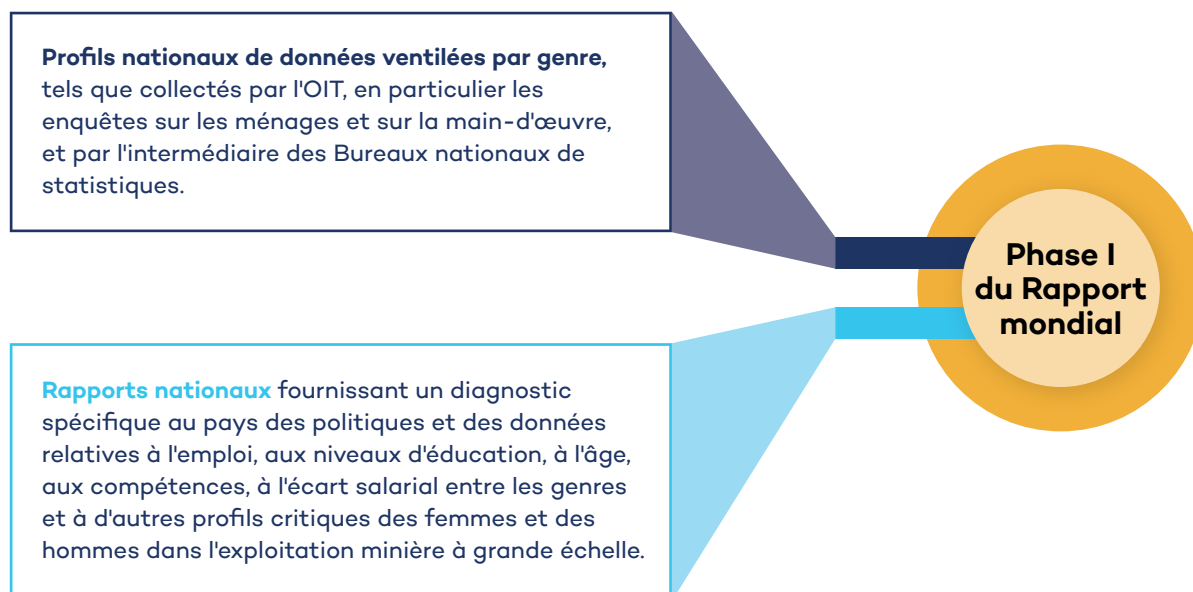 Profils nationaux de données ventilées par genre,
tels que collectés par l'OIT, en particulier les
enquêtes sur les ménages et sur la main-d'œuvre,
et par l'intermédiaire des Bureaux nationaux de
statistiques.
Phase I
du Rapport
mondial
Rapports nationaux fournissant un diagnostic
spécifique au pays des politiques et des données
relatives à l'emploi, aux niveaux d'éducation, à l'âge,
aux compétences, à l'écart salarial entre les genres
et à d'autres profils critiques des femmes et des
hommes dans l'exploitation minière à grande échelle.